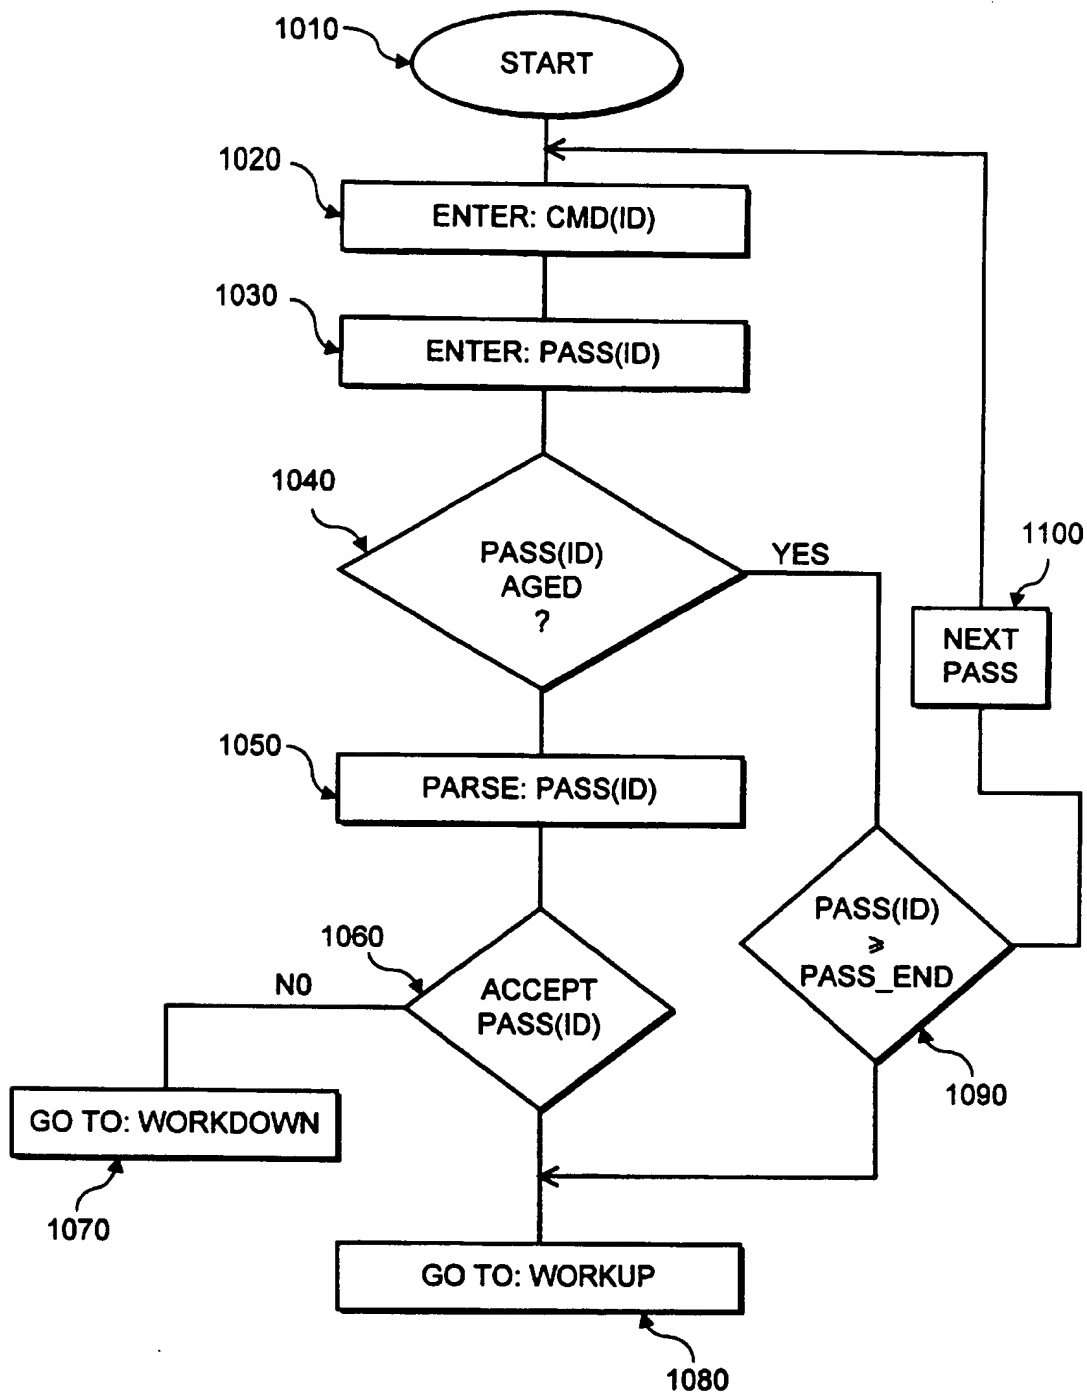 1010
START
1020
ENTER: CMD(ID)
1030
ENTER: PASS(ID)
1040
PASS(ID)
AGED
?
YES
1100
NEXT
PASS
1050
PARSE: PASS(ID)
PASS(ID)
⩾
PASS_END
1090
1060
NO
ACCEPT
PASS(ID)
GO TO: WORKDOWN
1070
GO TO: WORKUP
1080